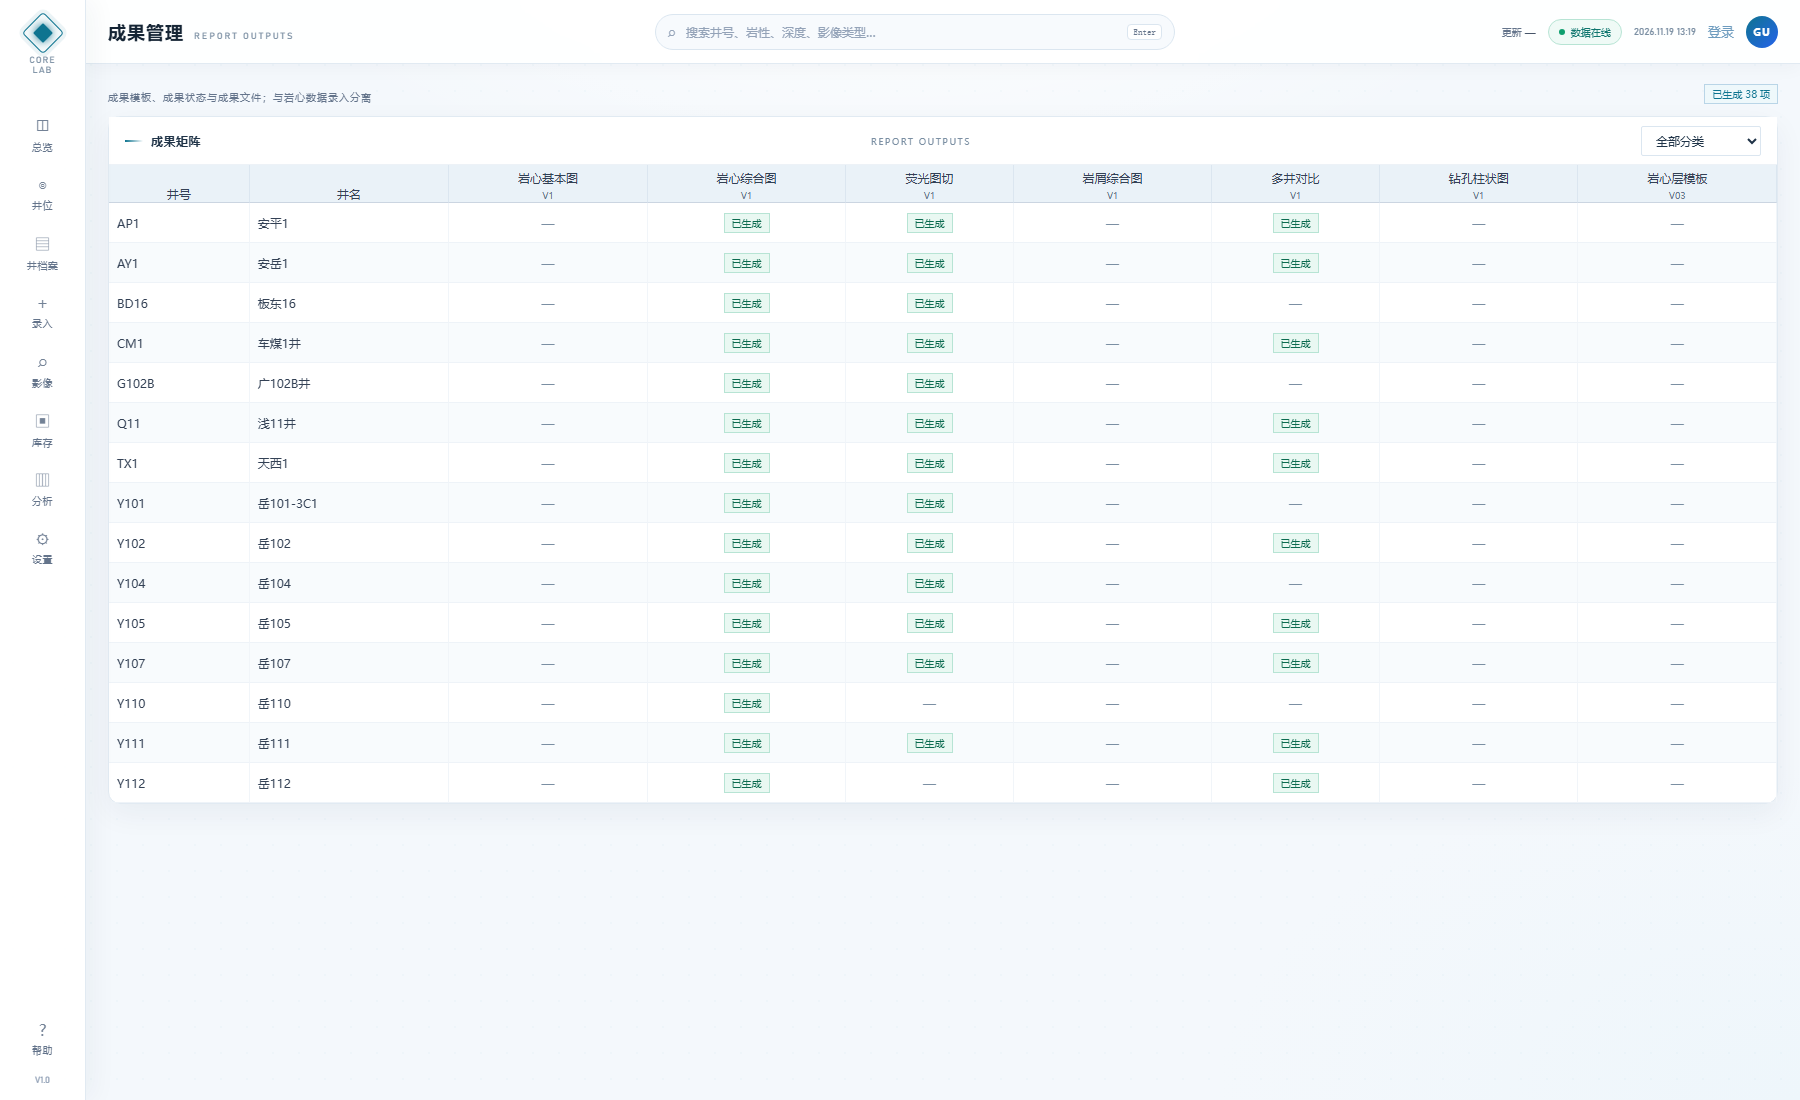 CORE
LAB
成果管理 REPORT OUTPUTS
搜索井号、岩性、深度、影像类型... Enter
更新 — 数据在线 2026.11.19 13:19 登录 GU
总览
井位
井档案
录入
影像
库存
分析
设置
? 帮助
V1.0
成果模板、成果状态与成果文件；与岩心数据录入分离
已生成 38 项
成果矩阵 REPORT OUTPUTS 全部分类
井号 井名 岩心基本图 V1 岩心综合图 V1 荧光图切 V1 岩屑综合图 V1 多井对比 V1 钻孔柱状图 V1 岩心层模板 V03
AP1 安平1 — 已生成 已生成 — 已生成 — —
AY1 安岳1 — 已生成 已生成 — 已生成 — —
BD16 板东16 — 已生成 已生成 — — — —
CM1 车煤1井 — 已生成 已生成 — 已生成 — —
G102B 广102B井 — 已生成 已生成 — — — —
Q11 浅11井 — 已生成 已生成 — 已生成 — —
TX1 天西1 — 已生成 已生成 — 已生成 — —
Y101 岳101-3C1 — 已生成 已生成 — — — —
Y102 岳102 — 已生成 已生成 — 已生成 — —
Y104 岳104 — 已生成 已生成 — — — —
Y105 岳105 — 已生成 已生成 — 已生成 — —
Y107 岳107 — 已生成 已生成 — 已生成 — —
Y110 岳110 — 已生成 — — — — —
Y111 岳111 — 已生成 已生成 — 已生成 — —
Y112 岳112 — 已生成 — — 已生成 — —